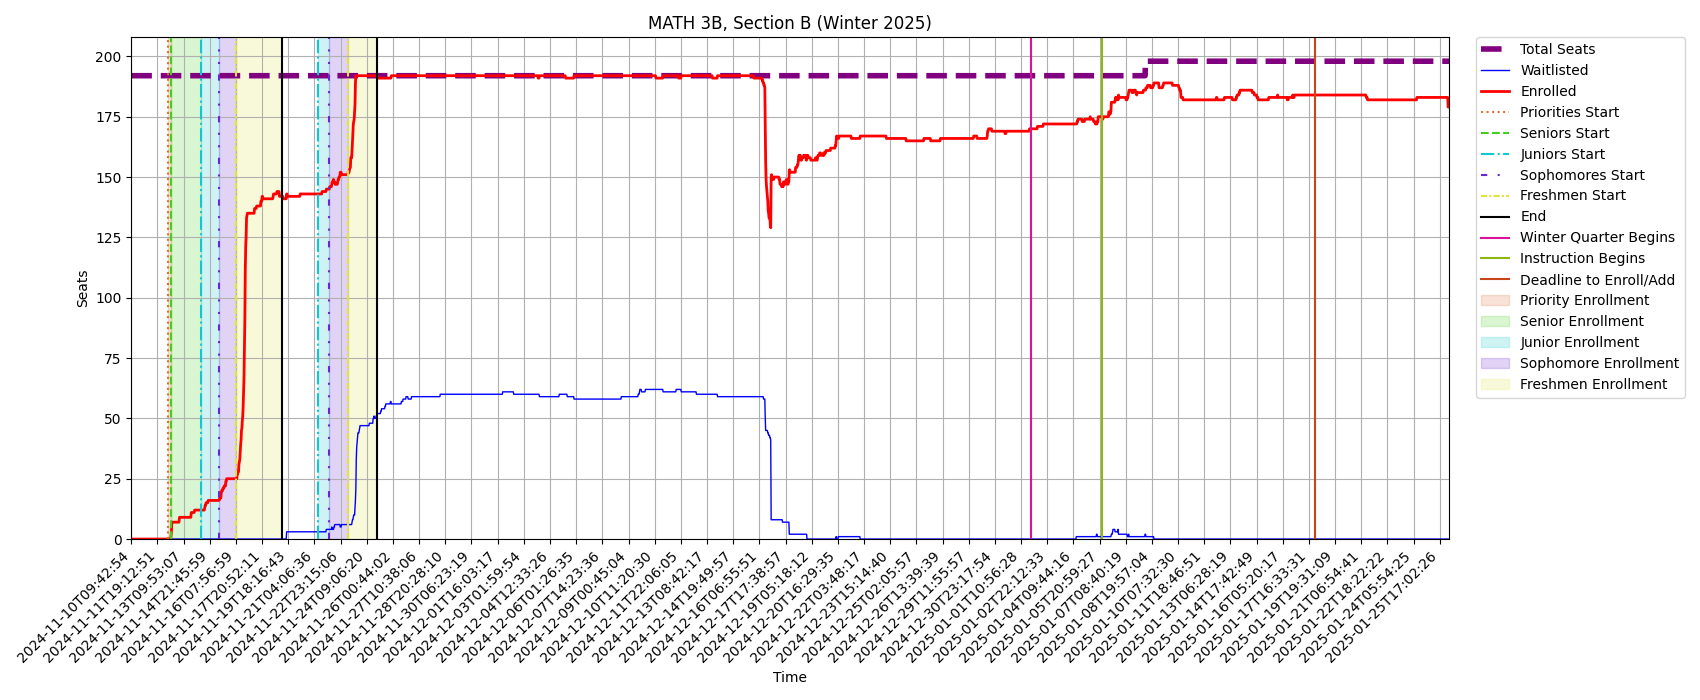 MATH 3B, Section B (Winter 2025)
Seats
200
175
150
125
100
75
50
25
0
2024-11-10T09:42:54
2024-11-11T19:12:51
2024-11-13T09:53:07
2024-11-14T21:45:59
2024-11-16T07:56:59
2024-11-17T20:52:11
2024-11-19T18:16:43
2024-11-21T04:06:36
2024-11-22T23:15:06
2024-11-24T09:06:20
2024-11-26T00:44:02
2024-11-27T10:38:06
2024-11-28T20:28:10
2024-11-30T06:23:19
2024-12-01T16:03:17
2024-12-03T01:59:54
2024-12-04T12:33:26
2024-12-06T01:26:35
2024-12-07T14:23:36
2024-12-09T00:45:04
2024-12-10T11:20:30
2024-12-11T22:06:05
2024-12-13T08:42:17
2024-12-14T19:49:57
2024-12-16T06:55:51
2024-12-17T17:38:57
2024-12-19T05:18:12
2024-12-20T16:29:35
2024-12-22T03:48:17
2024-12-23T15:14:40
2024-12-25T02:05:57
2024-12-26T13:39:39
2024-12-29T11:55:57
2024-12-30T23:17:54
2025-01-01T10:56:28
2025-01-02T22:12:33
2025-01-04T09:44:16
2025-01-05T20:59:27
2025-01-07T08:40:19
2025-01-08T19:57:04
2025-01-10T07:32:30
2025-01-11T18:46:51
2025-01-13T06:28:19
2025-01-14T17:42:49
2025-01-16T05:20:17
2025-01-17T16:33:31
2025-01-19T19:31:09
2025-01-21T06:54:41
2025-01-22T18:22:22
2025-01-24T05:54:25
2025-01-25T17:02:26
Time
Total Seats
Waitlisted
Enrolled
Priorities Start
Seniors Start
Juniors Start
Sophomores Start
Freshmen Start
End
Winter Quarter Begins
Instruction Begins
Deadline to Enroll/Add
Priority Enrollment
Senior Enrollment
Junior Enrollment
Sophomore Enrollment
Freshmen Enrollment